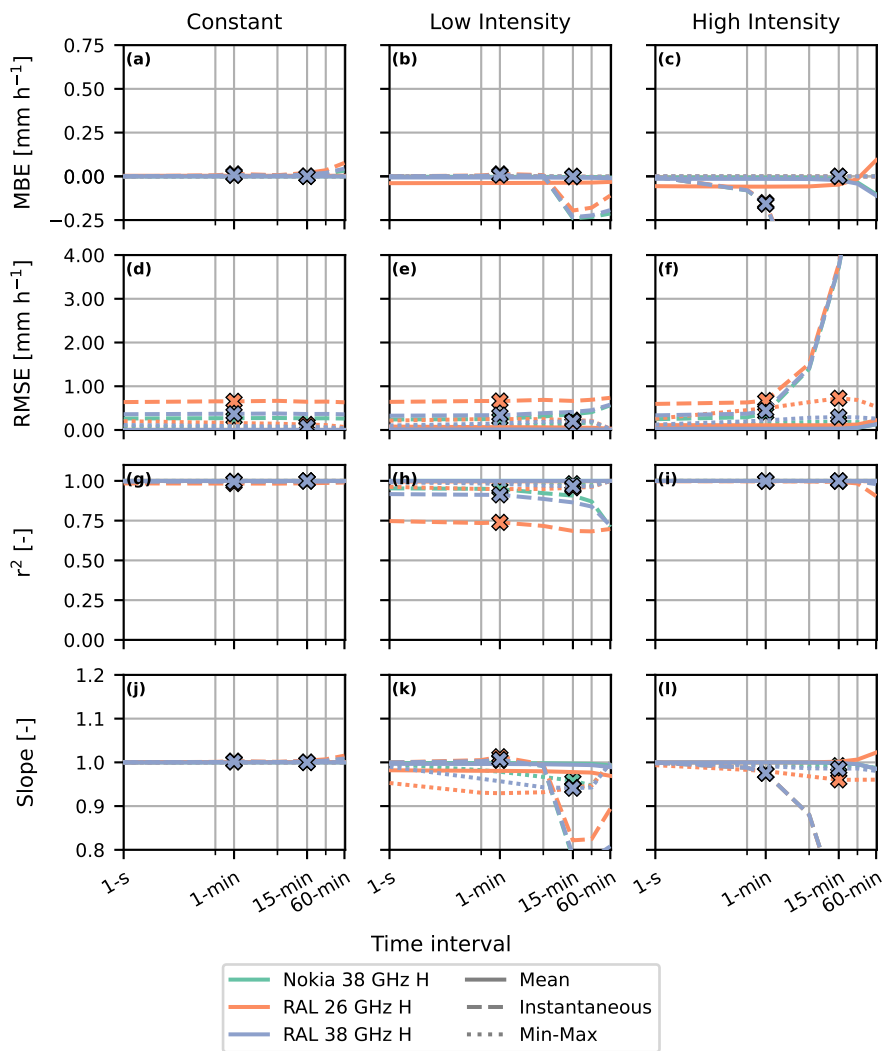 Constant Low Intensity High Intensity
MBE [mm h⁻¹]
0.75
0.50
0.25
0.00
−0.25
(a) (b) (c)
RMSE [mm h⁻¹]
4.00
3.00
2.00
1.00
0.00
(d) (e) (f)
r² [-]
1.00
0.75
0.50
0.25
0.00
(g) (h) (i)
Slope [-]
1.2
1.1
1.0
0.9
0.8
(j) (k) (l)
1-s 1-min 15-min 60-min 1-s 1-min 15-min 60-min 1-s 1-min 15-min 60-min
Time interval
Nokia 38 GHz H Mean
RAL 26 GHz H Instantaneous
RAL 38 GHz H Min-Max